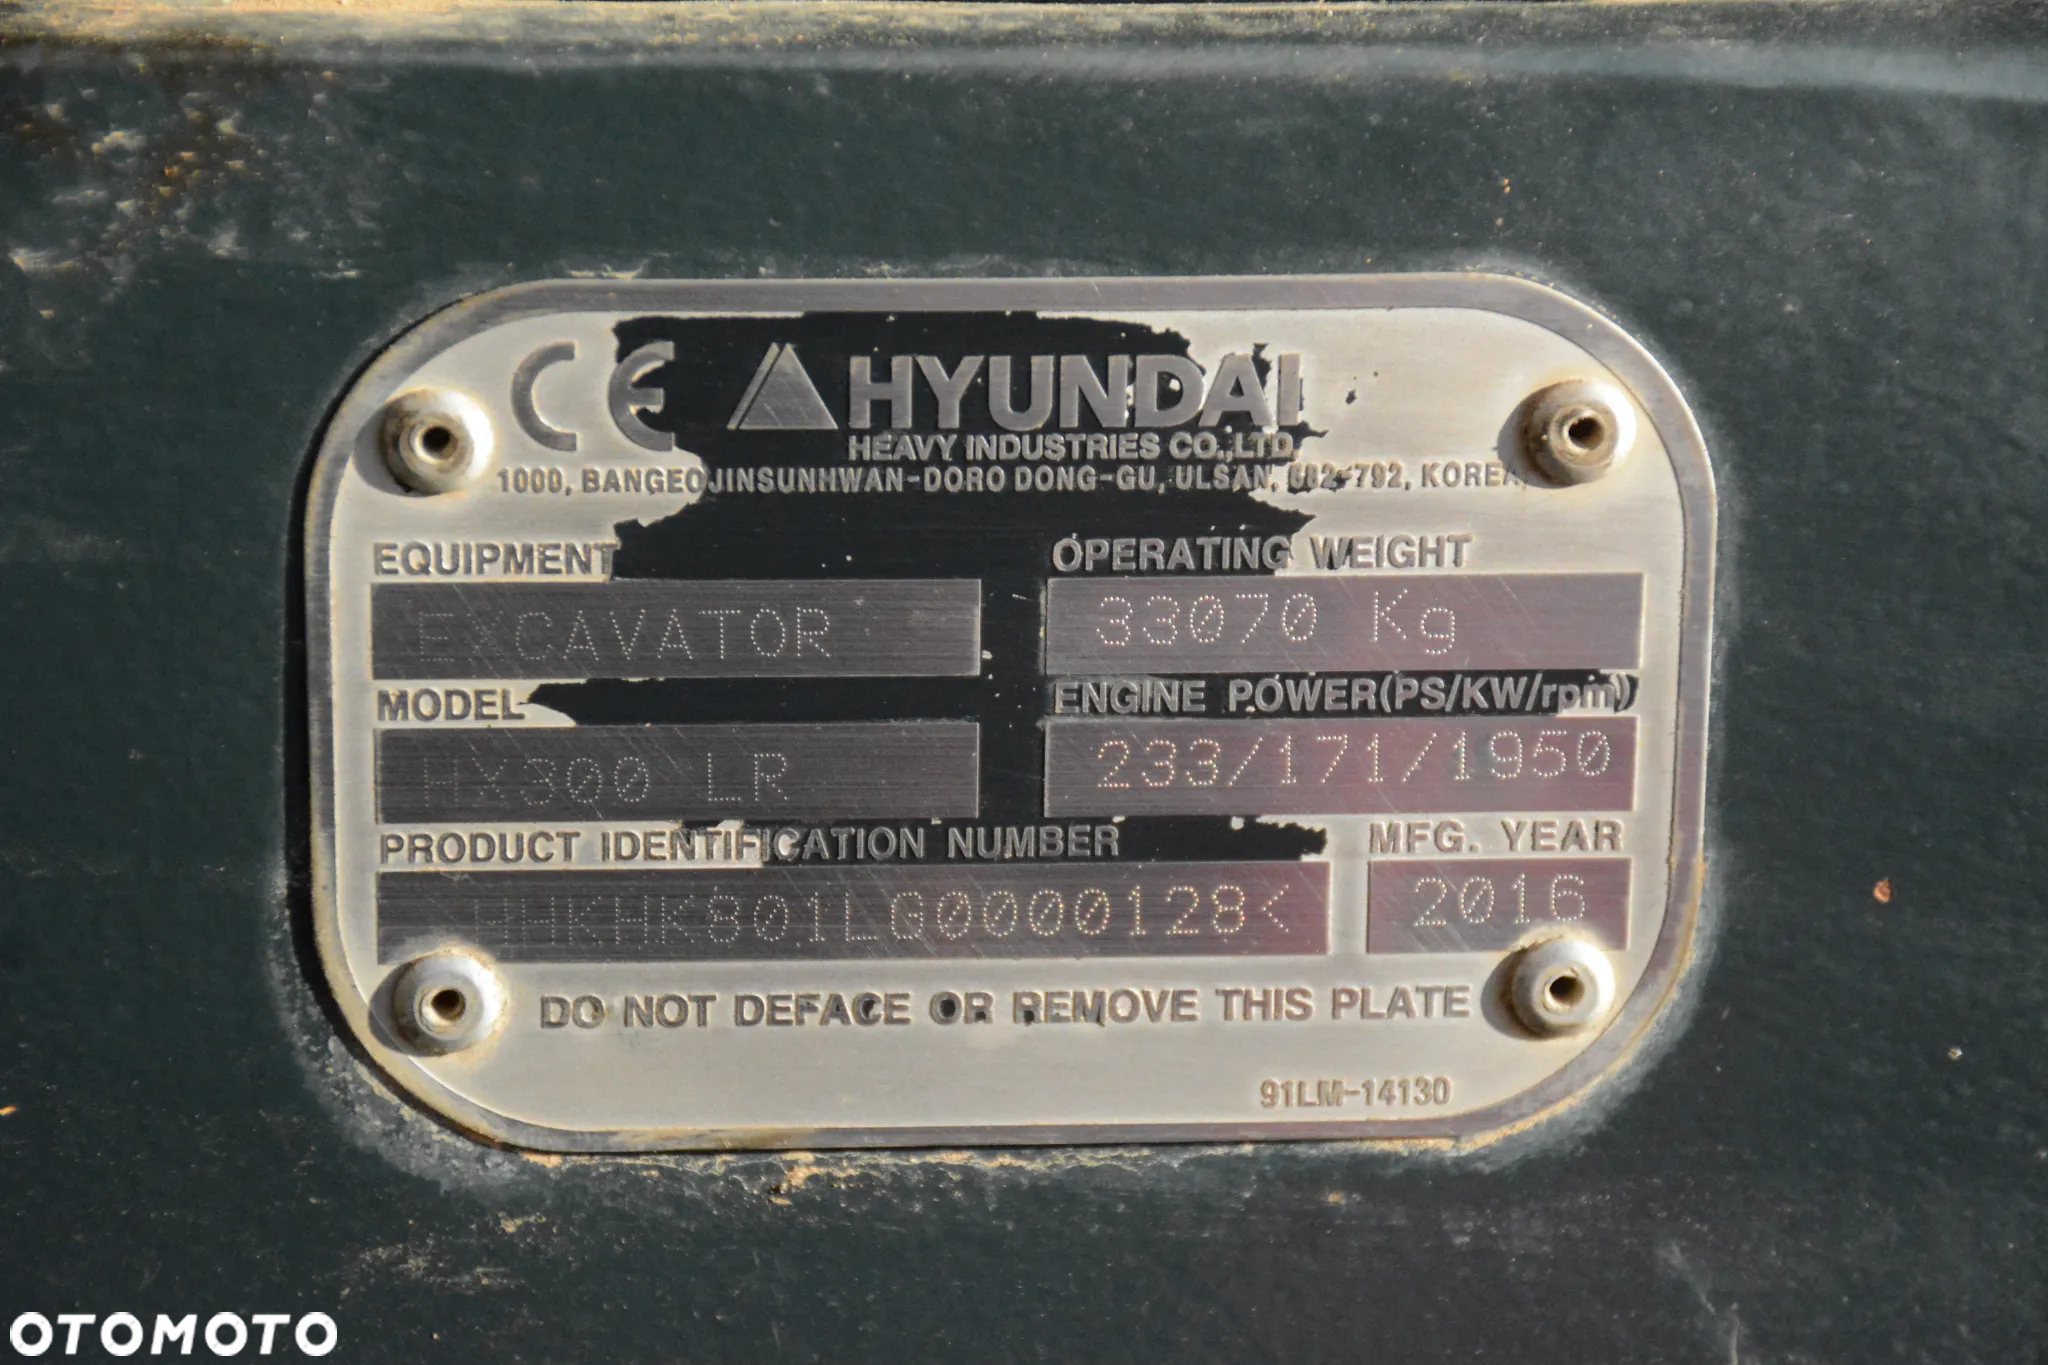 CE HYUNDAI
HEAVY INDUSTRIES CO.,LTD.
1000, BANGEOJINSUNHWAN-DORO DONG-GU, ULSAN, 682-792, KOREA.
EQUIPMENT OPERATING WEIGHT
EXCAVATOR 33070 Kg
MODEL ENGINE POWER(PS/KW/rpm)
HX300 LR 233/171/1950
PRODUCT IDENTIFICATION NUMBER MFG. YEAR
HHKHK801LG0000128< 2016
DO NOT DEFACE OR REMOVE THIS PLATE
91LM-14130
OTOMOTO